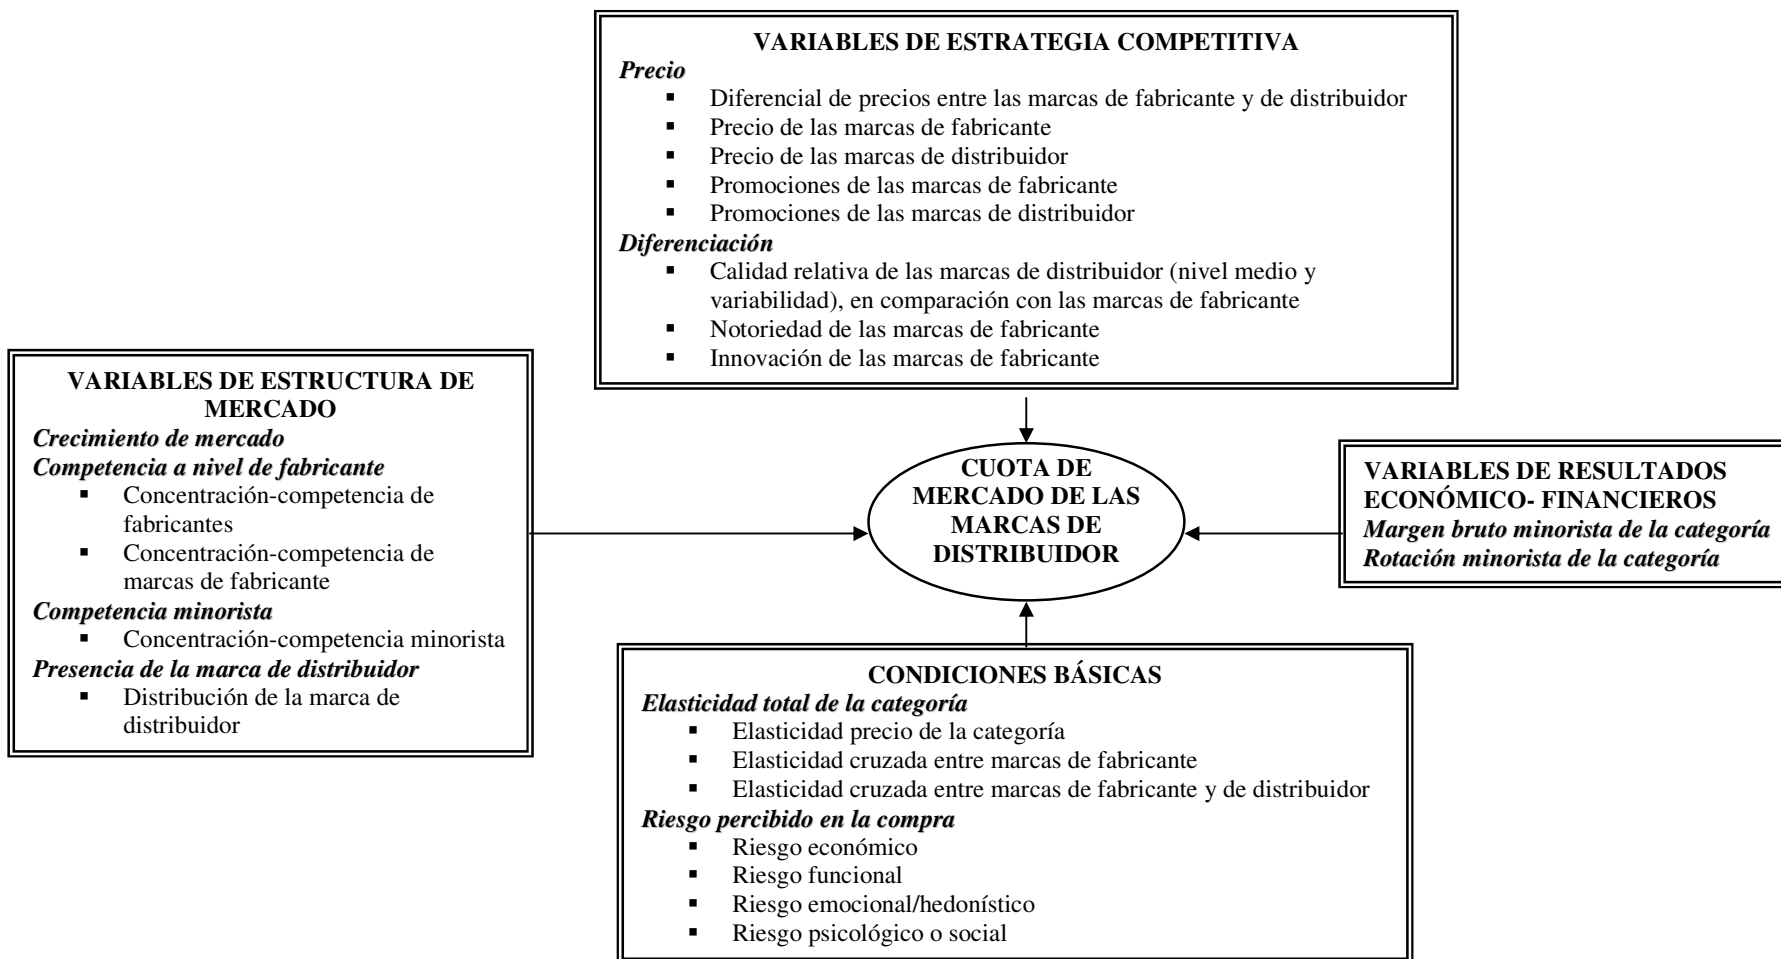 VARIABLES DE ESTRATEGIA COMPETITIVA
Precio
▪ Diferencial de precios entre las marcas de fabricante y de distribuidor
▪ Precio de las marcas de fabricante
▪ Precio de las marcas de distribuidor
▪ Promociones de las marcas de fabricante
▪ Promociones de las marcas de distribuidor
Diferenciación
▪ Calidad relativa de las marcas de distribuidor (nivel medio y
variabilidad), en comparación con las marcas de fabricante
▪ Notoriedad de las marcas de fabricante
▪ Innovación de las marcas de fabricante
VARIABLES DE ESTRUCTURA DE
MERCADO
Crecimiento de mercado
Competencia a nivel de fabricante
▪ Concentración-competencia de
fabricantes
▪ Concentración-competencia de
marcas de fabricante
Competencia minorista
▪ Concentración-competencia minorista
Presencia de la marca de distribuidor
▪ Distribución de la marca de
distribuidor
CUOTA DE
MERCADO DE LAS
MARCAS DE
DISTRIBUIDOR
VARIABLES DE RESULTADOS
ECONÓMICO- FINANCIEROS
Margen bruto minorista de la categoría
Rotación minorista de la categoría
CONDICIONES BÁSICAS
Elasticidad total de la categoría
▪ Elasticidad precio de la categoría
▪ Elasticidad cruzada entre marcas de fabricante
▪ Elasticidad cruzada entre marcas de fabricante y de distribuidor
Riesgo percibido en la compra
▪ Riesgo económico
▪ Riesgo funcional
▪ Riesgo emocional/hedonístico
▪ Riesgo psicológico o social